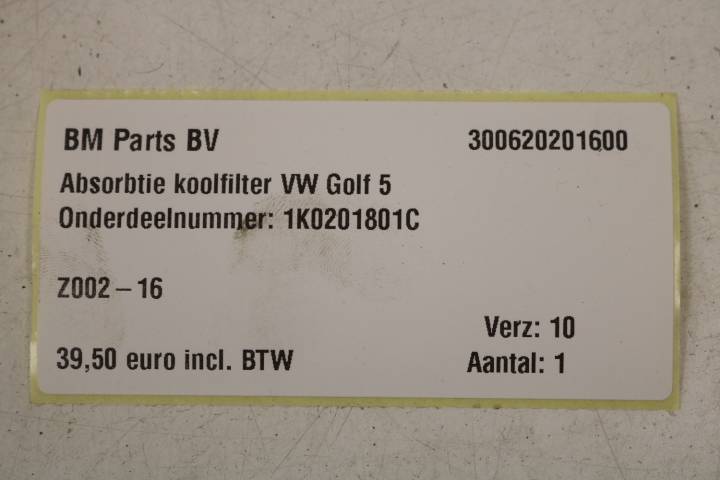 BM Parts BV 300620201600
Absorbtie koolfilter VW Golf 5
Onderdeelnummer: 1K0201801C
Z002 – 16
Verz: 10
39,50 euro incl. BTW Aantal: 1